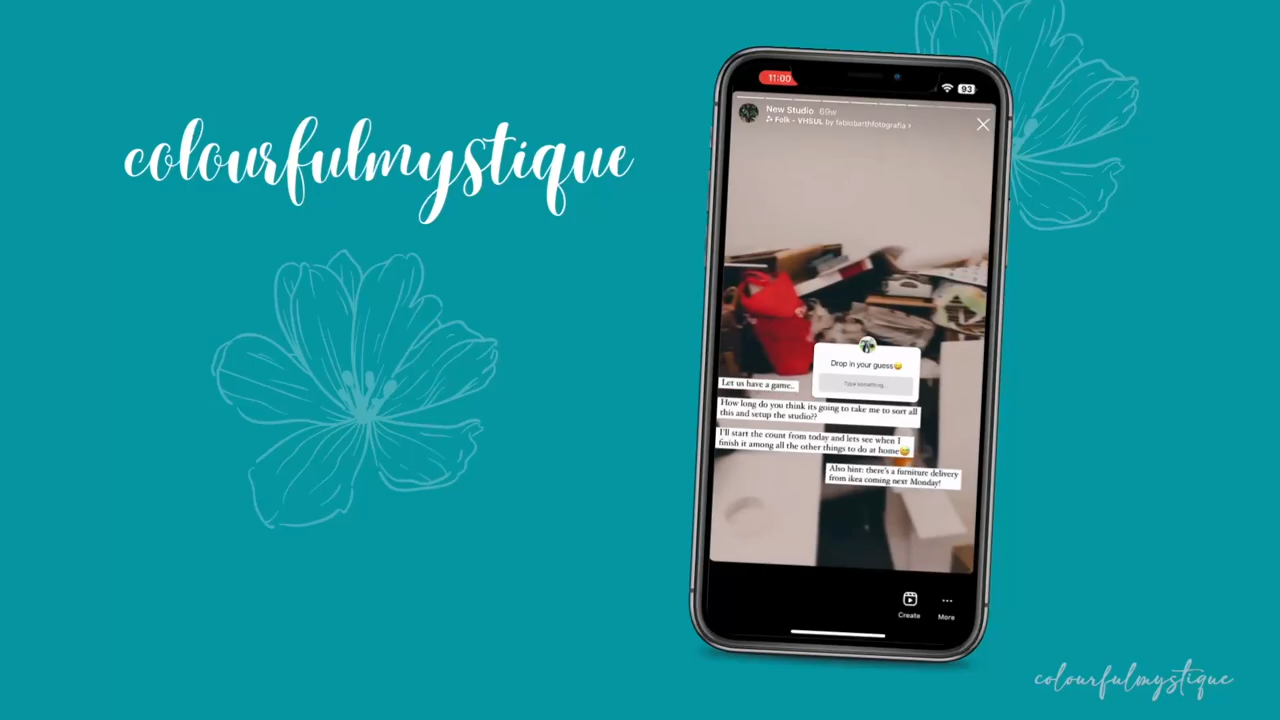 colourfulmystique
11:00
93
New Studio 69w
Folk - VHSUL by fabiobarthfotografia >
Drop in your guess😅
Type something...
Let us have a game..
How long do you think its going to take me to sort all
this and setup the studio??
I'll start the count from today and lets see when I
finish it among all the other things to do at home😅
Also hint: there's a furniture delivery
from ikea coming next Monday!
Create
More
colourfulmystique